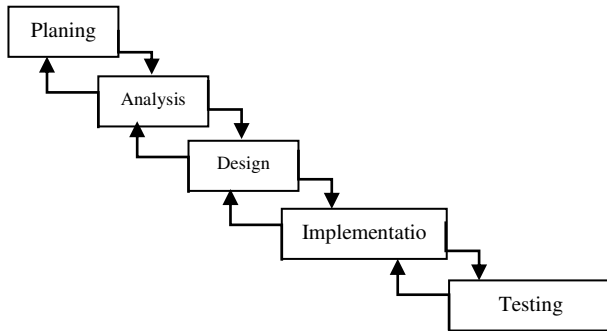 Planing
Analysis
Design
Implementatio
Testing